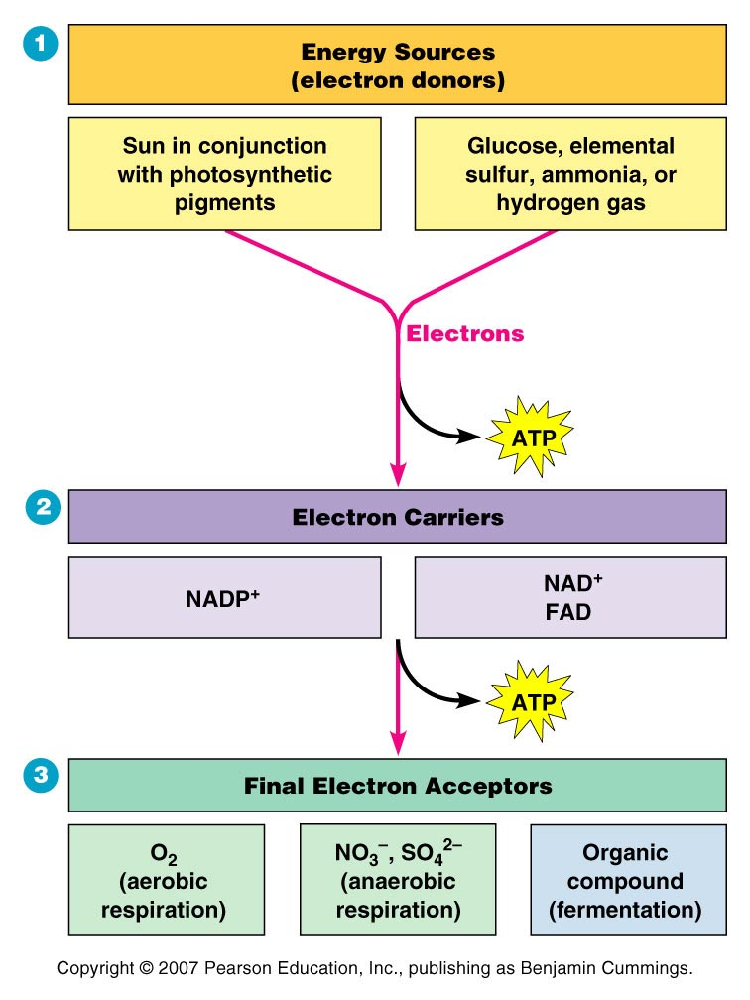 1
Energy Sources
(electron donors)
Sun in conjunction
with photosynthetic
pigments
Glucose, elemental
sulfur, ammonia, or
hydrogen gas
Electrons
ATP
2
Electron Carriers
NADP⁺
NAD⁺
FAD
ATP
3
Final Electron Acceptors
O₂
(aerobic
respiration)
NO₃⁻, SO₄²⁻
(anaerobic
respiration)
Organic
compound
(fermentation)
Copyright © 2007 Pearson Education, Inc., publishing as Benjamin Cummings.